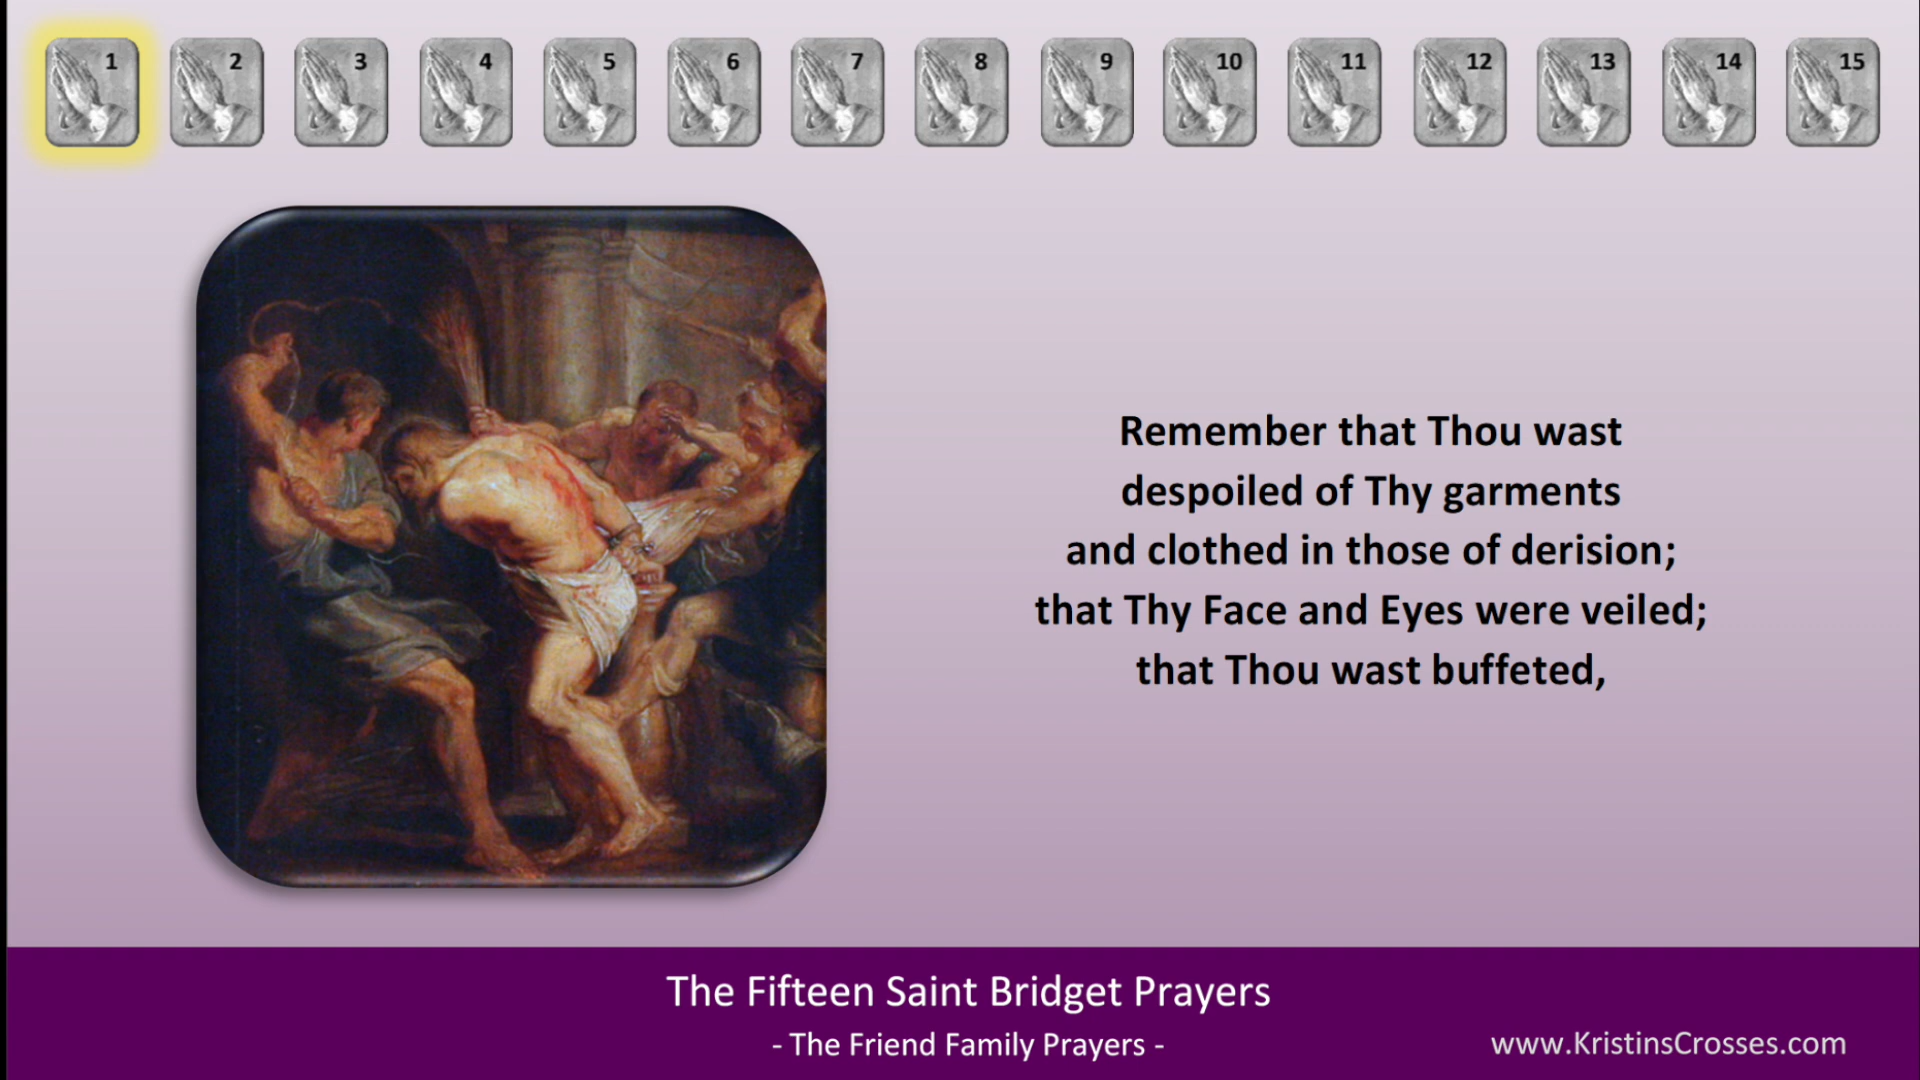 1 2 3 4 5 6 7 8 9 10 11 12 13 14 15
Remember that Thou wast
despoiled of Thy garments
and clothed in those of derision;
that Thy Face and Eyes were veiled;
that Thou wast buffeted,
The Fifteen Saint Bridget Prayers
- The Friend Family Prayers -
www.KristinsCrosses.com